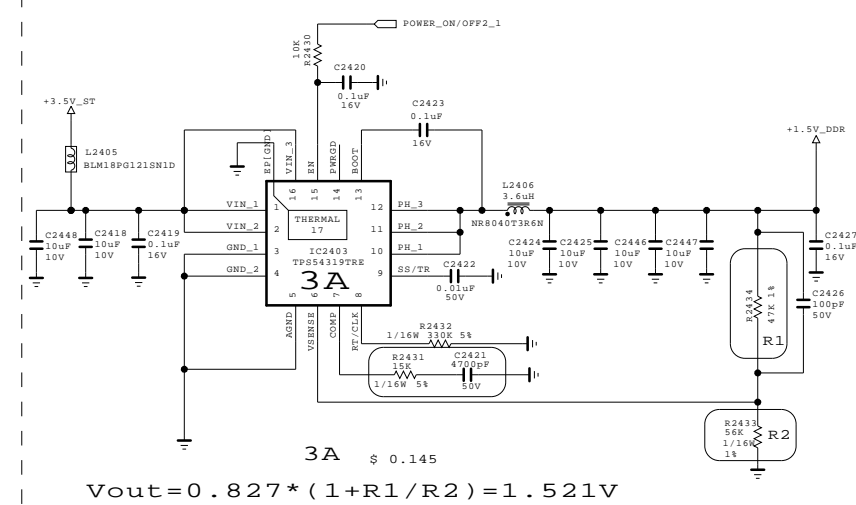 POWER_ON/OFF2_1
10K
R2430
C2420
0.1uF
16V
C2423
0.1uF
16V
+3.5V_ST
L2405
BLM18PG121SN1D
+1.5V_DDR
EP[GND]
VIN_3
EN
PWRGD
BOOT
16
15
14
13
VIN_1
VIN_2
GND_1
GND_2
1
2
3
4
THERMAL
17
IC2403
TPS54319TRE
3A
12
11
10
9
PH_3
PH_2
PH_1
SS/TR
5
6
7
8
AGND
VSENSE
COMP
RT/CLK
L2406
3.6uH
NR8040T3R6N
C2448
10uF
10V
C2418
10uF
10V
C2419
0.1uF
16V
C2422
0.01uF
50V
C2424
10uF
10V
C2425
10uF
10V
C2446
10uF
10V
C2447
10uF
10V
C2427
0.1uF
16V
C2426
100pF
50V
R2434
47K 1%
R1
R2432
1/16W 330K 5%
R2431
15K
1/16W 5%
C2421
4700pF
50V
R2433
56K
1/16W
1%
R2
3A
$ 0.145
Vout=0.827*(1+R1/R2)=1.521V